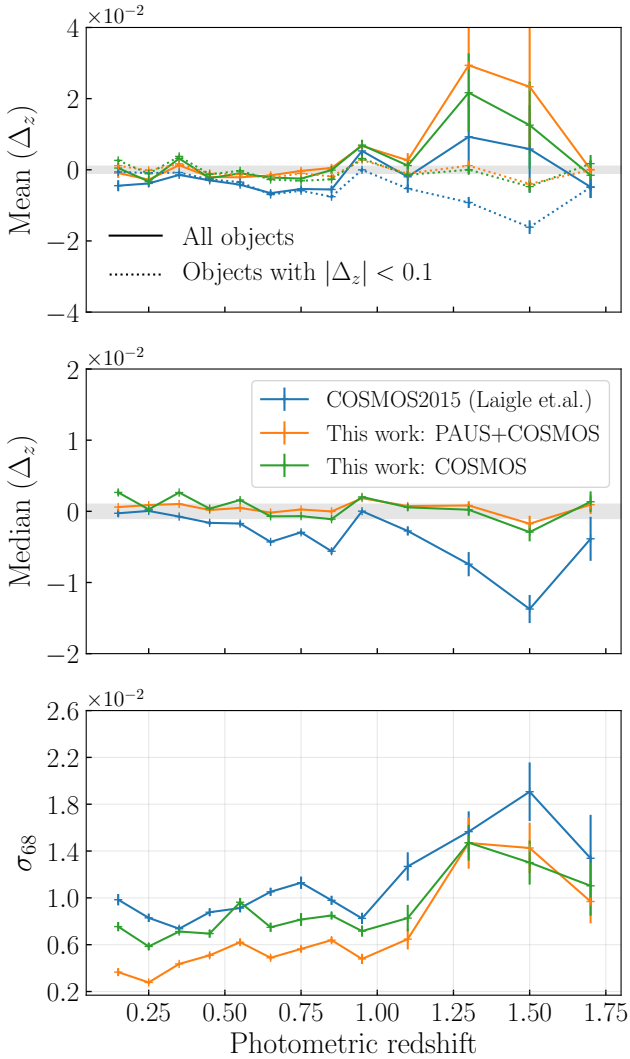 ×10⁻²
4
2
0
−2
−4
Mean (Δz)
All objects
Objects with |Δz| < 0.1
×10⁻²
2
1
0
−1
−2
Median (Δz)
COSMOS2015 (Laigle et.al.)
This work: PAUS+COSMOS
This work: COSMOS
×10⁻²
2.6
2.2
1.8
1.4
1.0
0.6
0.2
σ68
0.25 0.50 0.75 1.00 1.25 1.50 1.75
Photometric redshift